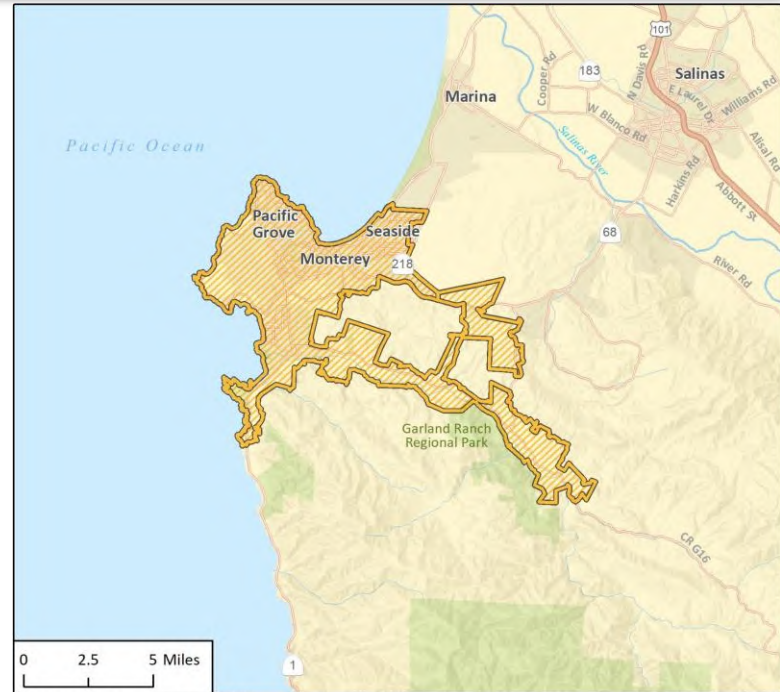 101
Salinas
183
N Davis Rd
Cooper Rd
E Laurel Dr
Williams Rd
Marina
W Blanco Rd
Salinas River
Alisal Rd
Pacific Ocean
Harkins Rd
Abbott St
Pacific
Grove
Seaside
68
Monterey
218
River Rd
Garland Ranch
Regional Park
CR G16
0 2.5 5 Miles
1